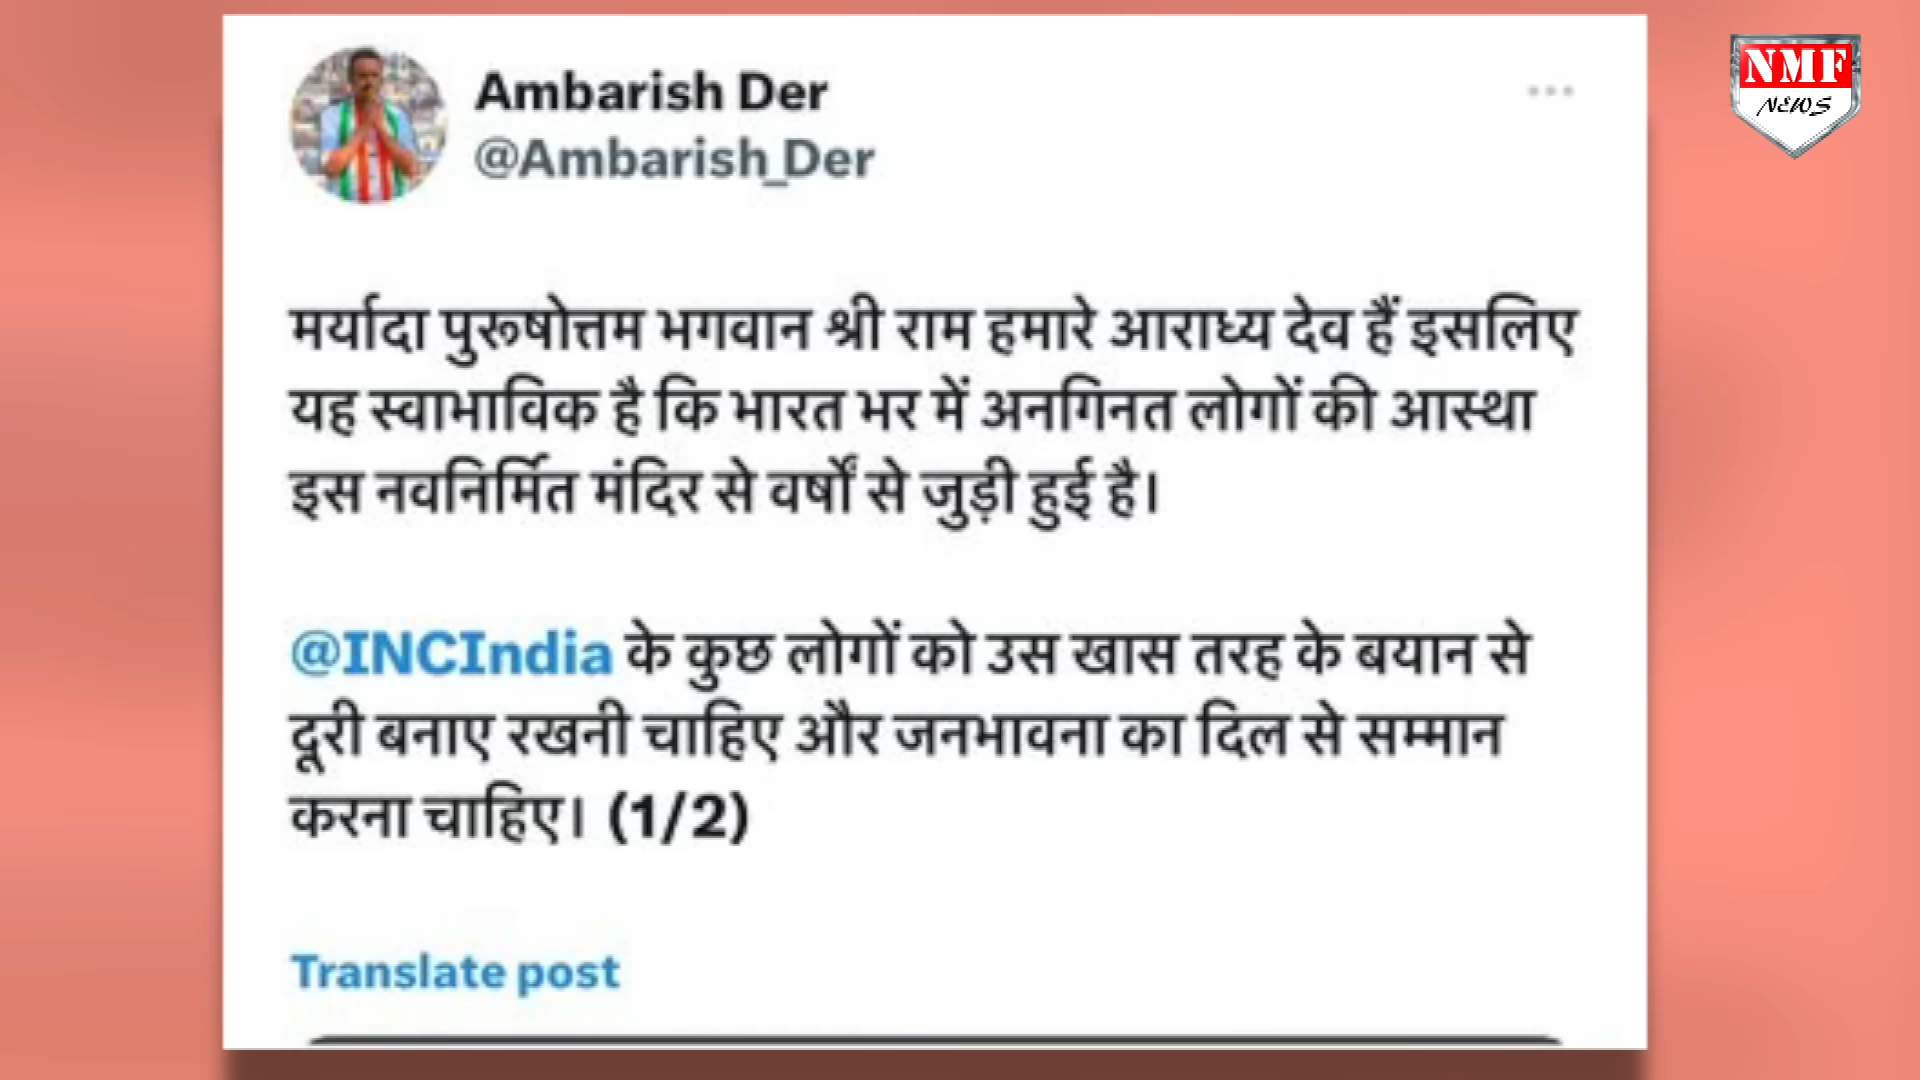 Ambarish Der
@Ambarish_Der
NMF
NEWS
मर्यादा पुरूषोत्तम भगवान श्री राम हमारे आराध्य देव हैं इसलिए
यह स्वाभाविक है कि भारत भर में अनगिनत लोगों की आस्था
इस नवनिर्मित मंदिर से वर्षों से जुड़ी हुई है।
@INCIndia के कुछ लोगों को उस खास तरह के बयान से
दूरी बनाए रखनी चाहिए और जनभावना का दिल से सम्मान
करना चाहिए। (1/2)
Translate post